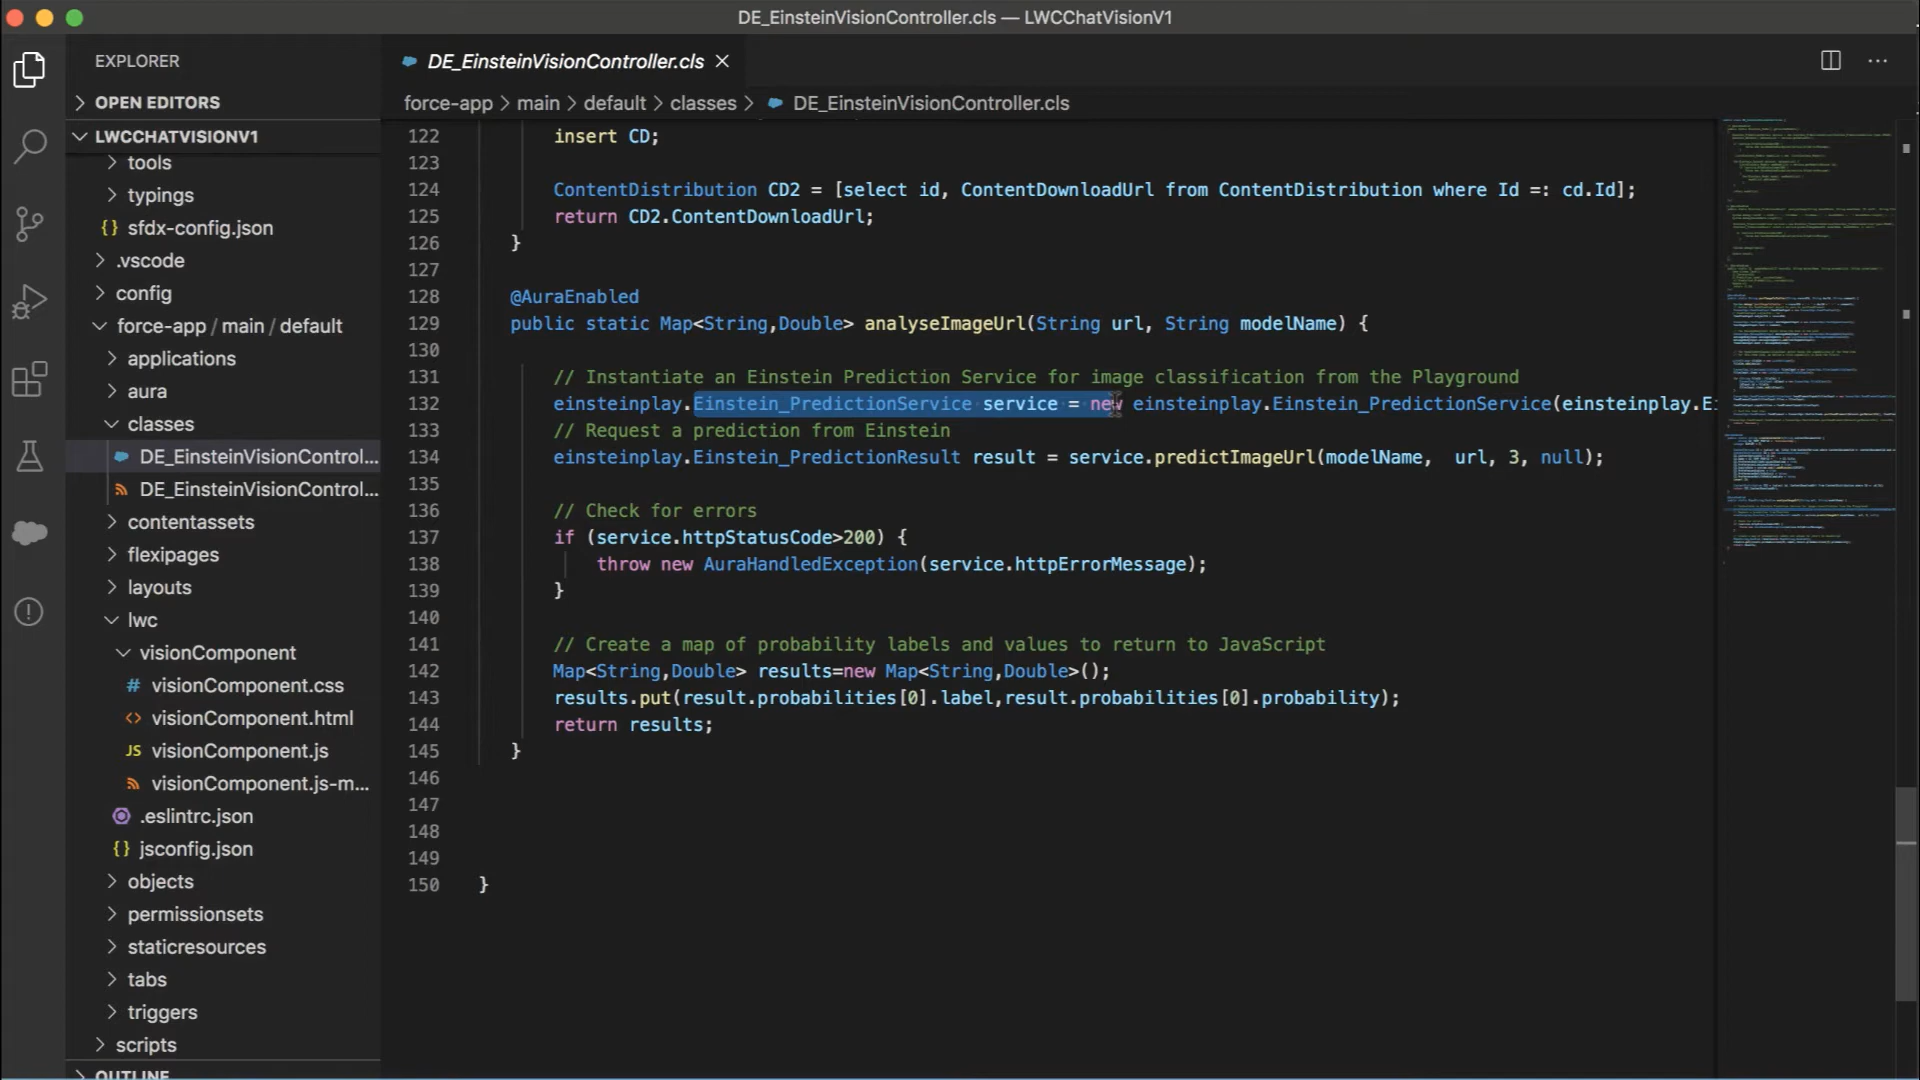 DE_EinsteinVisionController.cls — LWCChatVisionV1
EXPLORER
OPEN EDITORS
LWCCHATVISIONV1
tools
typings
{} sfdx-config.json
.vscode
config
force-app / main / default
applications
aura
classes
DE_EinsteinVisionControl...
DE_EinsteinVisionControl...
contentassets
flexipages
layouts
lwc
visionComponent
# visionComponent.css
<> visionComponent.html
JS visionComponent.js
visionComponent.js-m...
.eslintrc.json
{} jsconfig.json
objects
permissionsets
staticresources
tabs
triggers
scripts
OUTLINE
DE_EinsteinVisionController.cls
force-app > main > default > classes > DE_EinsteinVisionController.cls
122 insert CD;
123
124 ContentDistribution CD2 = [select id, ContentDownloadUrl from ContentDistribution where Id =: cd.Id];
125 return CD2.ContentDownloadUrl;
126 }
127
128 @AuraEnabled
129 public static Map<String,Double> analyseImageUrl(String url, String modelName) {
130
131 // Instantiate an Einstein Prediction Service for image classification from the Playground
132 einsteinplay.Einstein_PredictionService service = new einsteinplay.Einstein_PredictionService(einsteinplay.E
133 // Request a prediction from Einstein
134 einsteinplay.Einstein_PredictionResult result = service.predictImageUrl(modelName,  url, 3, null);
135
136 // Check for errors
137 if (service.httpStatusCode>200) {
138 throw new AuraHandledException(service.httpErrorMessage);
139 }
140
141 // Create a map of probability labels and values to return to JavaScript
142 Map<String,Double> results=new Map<String,Double>();
143 results.put(result.probabilities[0].label,result.probabilities[0].probability);
144 return results;
145 }
146
147
148
149
150 }